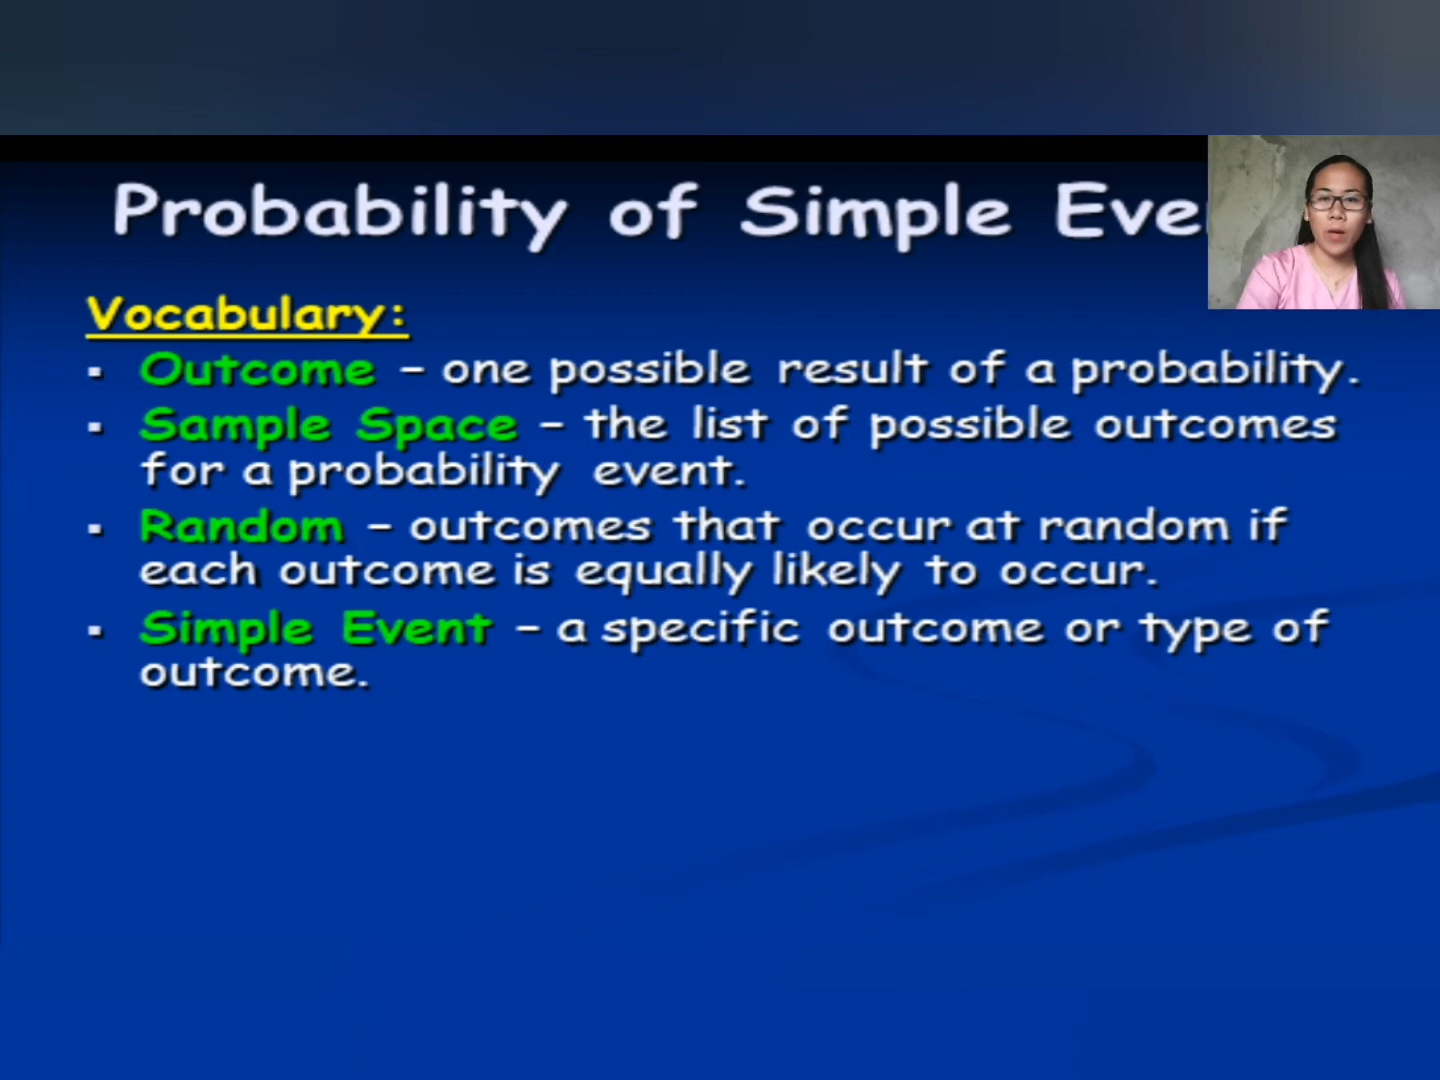 Probability of Simple Eve
Vocabulary:
▪ Outcome – one possible result of a probability.
▪ Sample Space – the list of possible outcomes
for a probability event.
▪ Random – outcomes that occur at random if
each outcome is equally likely to occur.
▪ Simple Event – a specific outcome or type of
outcome.